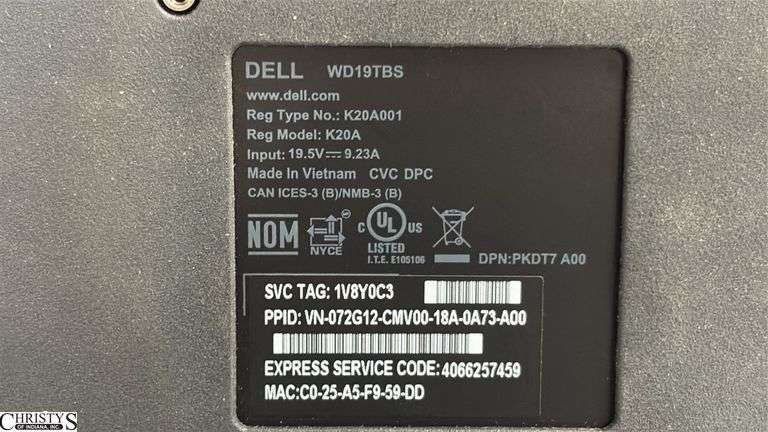 DELL WD19TBS
www.dell.com
Reg Type No.: K20A001
Reg Model: K20A
Input: 19.5V⎓9.23A
Made In Vietnam CVC DPC
CAN ICES-3 (B)/NMB-3 (B)
NOM
NYCE
C UL US
LISTED
I.T.E. E105106
DPN:PKDT7 A00
SVC TAG: 1V8Y0C3
PPID: VN-072G12-CMV00-18A-0A73-A00
EXPRESS SERVICE CODE: 4066257459
MAC:C0-25-A5-F9-59-DD
CHRISTY'S
OF INDIANA, INC.